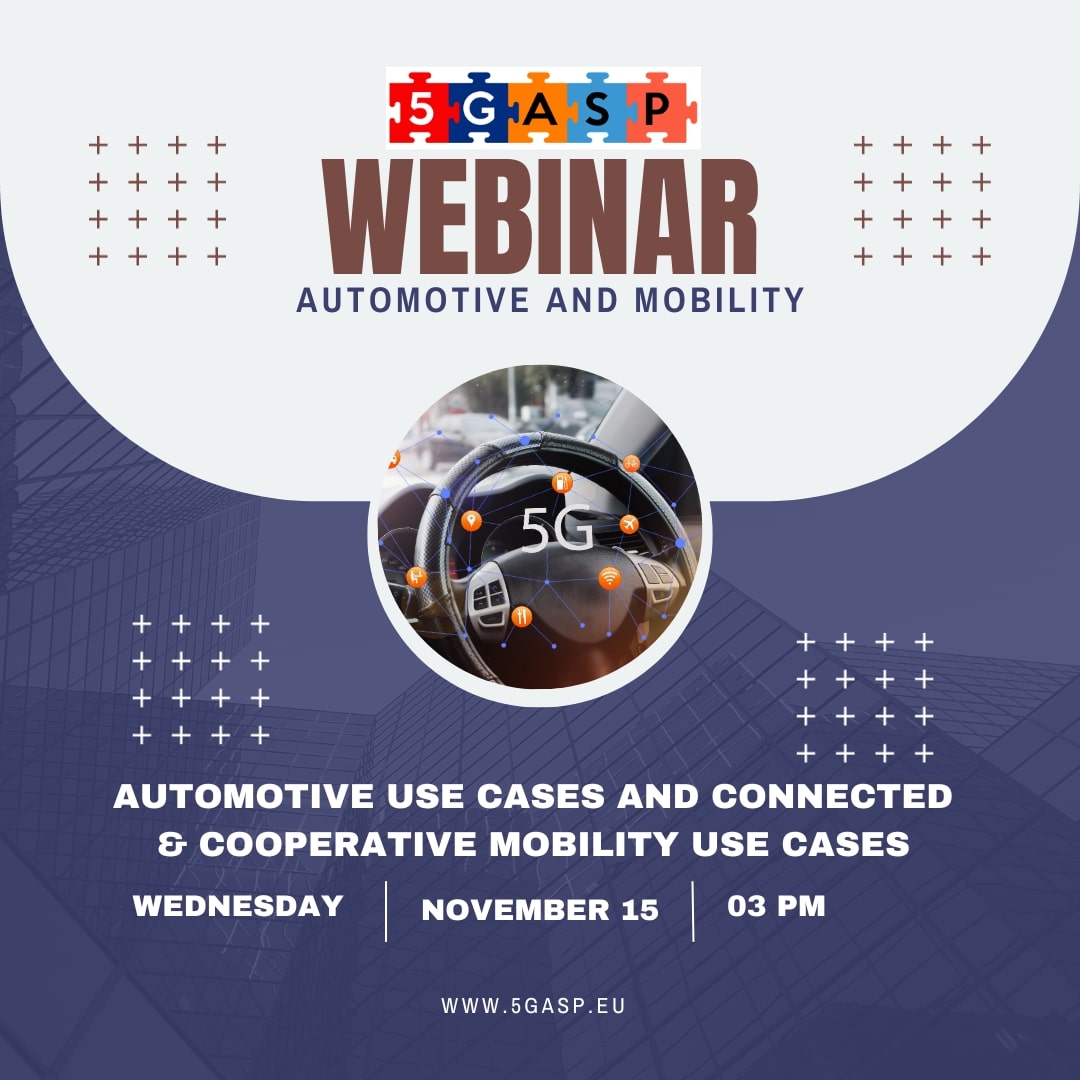 5GASP
WEBINAR
AUTOMOTIVE AND MOBILITY
5G
AUTOMOTIVE USE CASES AND CONNECTED
& COOPERATIVE MOBILITY USE CASES
WEDNESDAY
NOVEMBER 15
03 PM
WWW.5GASP.EU